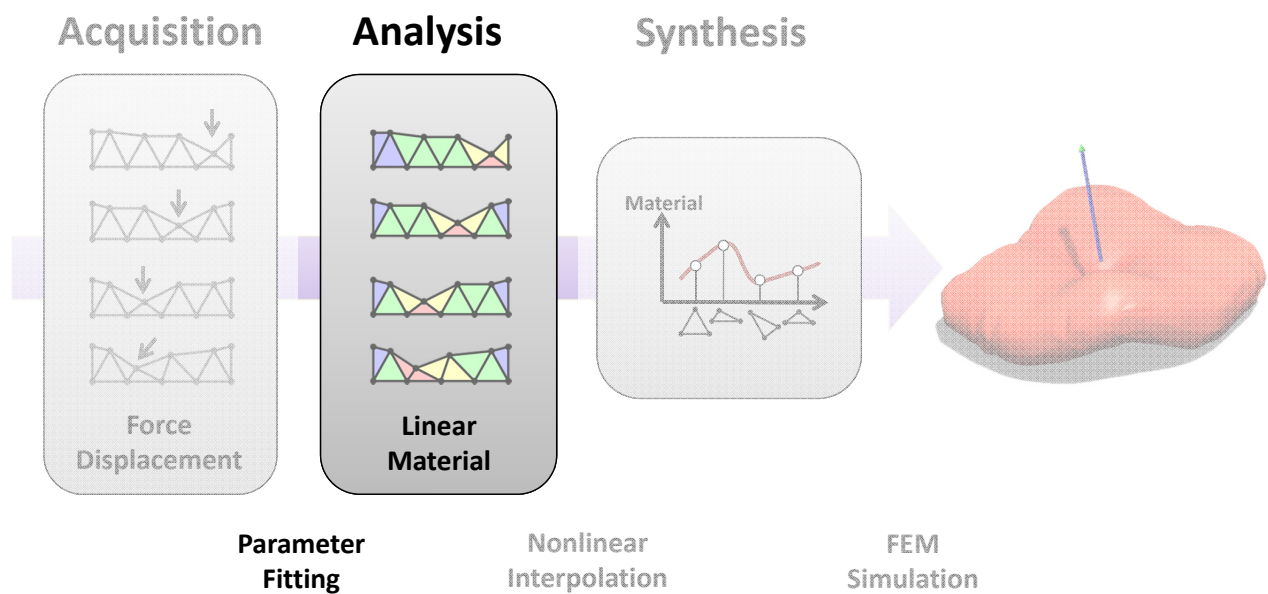 Acquisition
Analysis
Synthesis
Force
Displacement
Linear
Material
Material
Parameter
Fitting
Nonlinear
Interpolation
FEM
Simulation